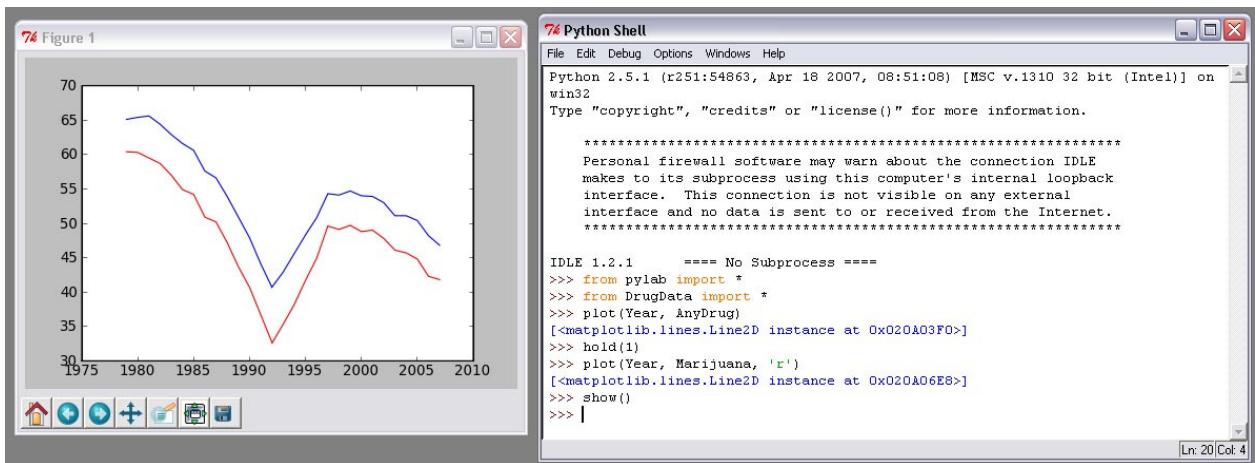 Figure 1
70
65
60
55
50
45
40
35
30
1975 1980 1985 1990 1995 2000 2005 2010
Python Shell
File Edit Debug Options Windows Help
Python 2.5.1 (r251:54863, Apr 18 2007, 08:51:08) [MSC v.1310 32 bit (Intel)] on
win32
Type "copyright", "credits" or "license()" for more information.
****************************************************************
Personal firewall software may warn about the connection IDLE
makes to its subprocess using this computer's internal loopback
interface.  This connection is not visible on any external
interface and no data is sent to or received from the Internet.
****************************************************************
IDLE 1.2.1      ==== No Subprocess ====
>>> from pylab import *
>>> from DrugData import *
>>> plot(Year, AnyDrug)
[<matplotlib.lines.Line2D instance at 0x020A03F0>]
>>> hold(1)
>>> plot(Year, Marijuana, 'r')
[<matplotlib.lines.Line2D instance at 0x020A06E8>]
>>> show()
>>>
Ln: 20 Col: 4